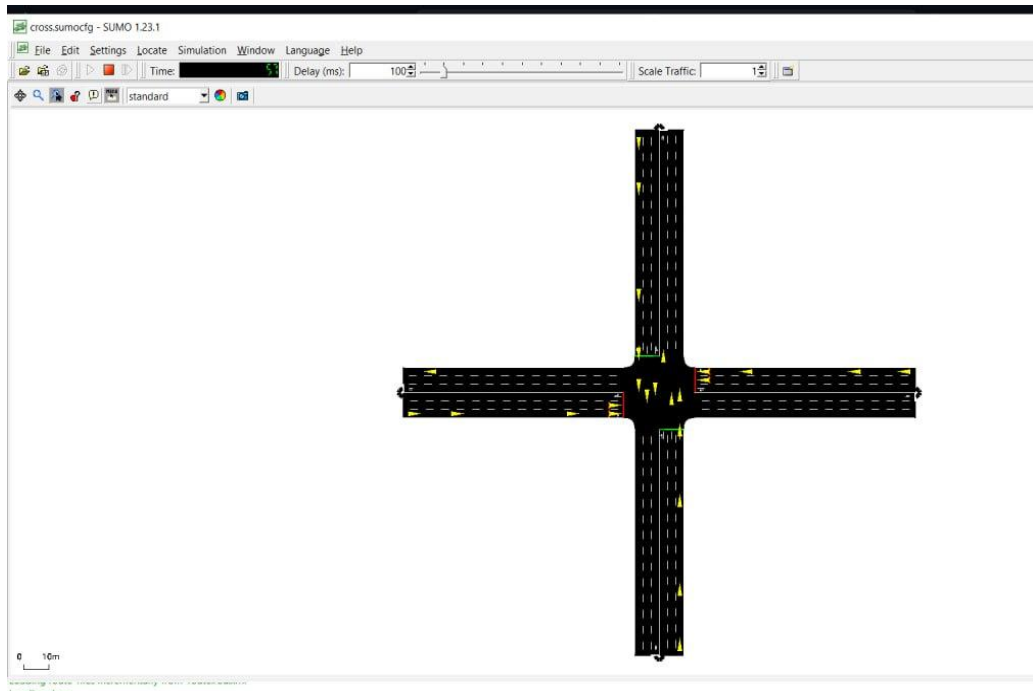 cross.sumocfg - SUMO 1.23.1
File Edit Settings Locate Simulation Window Language Help
Time: 57 Delay (ms): 100 Scale Traffic: 1
standard
0 10m